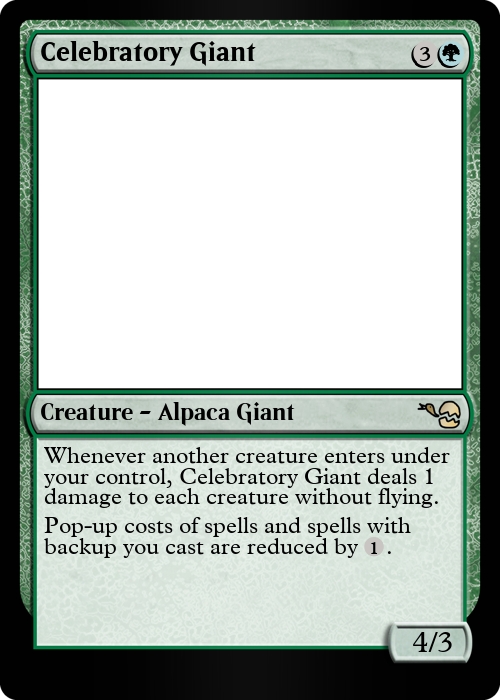 Celebratory Giant 3
Creature – Alpaca Giant
Whenever another creature enters under
your control, Celebratory Giant deals 1
damage to each creature without flying.
Pop-up costs of spells and spells with
backup you cast are reduced by 1.
4/3